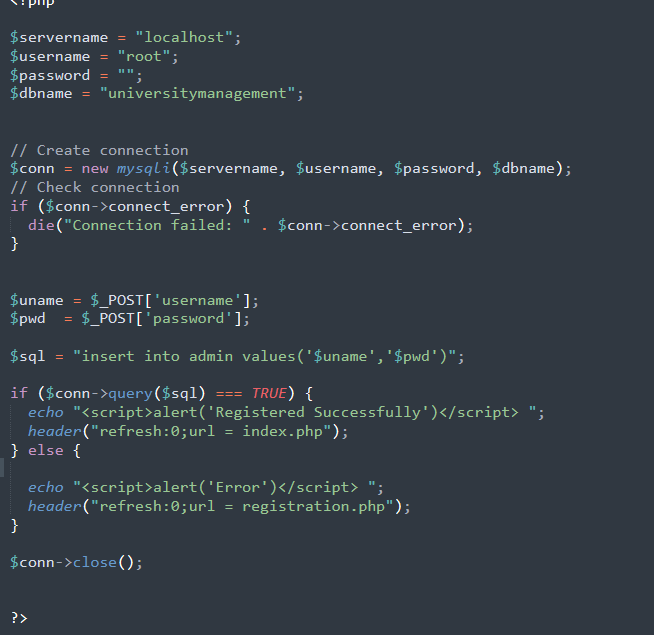 <?php
$servername = "localhost";
$username = "root";
$password = "";
$dbname = "universitymanagement";
// Create connection
$conn = new mysqli($servername, $username, $password, $dbname);
// Check connection
if ($conn->connect_error) {
  die("Connection failed: " . $conn->connect_error);
}
$uname = $_POST['username'];
$pwd  = $_POST['password'];
$sql = "insert into admin values('$uname','$pwd')";
if ($conn->query($sql) === TRUE) {
  echo "<script>alert('Registered Successfully')</script> ";
  header("refresh:0;url = index.php");
} else {
  echo "<script>alert('Error')</script> ";
  header("refresh:0;url = registration.php");
}
$conn->close();
?>